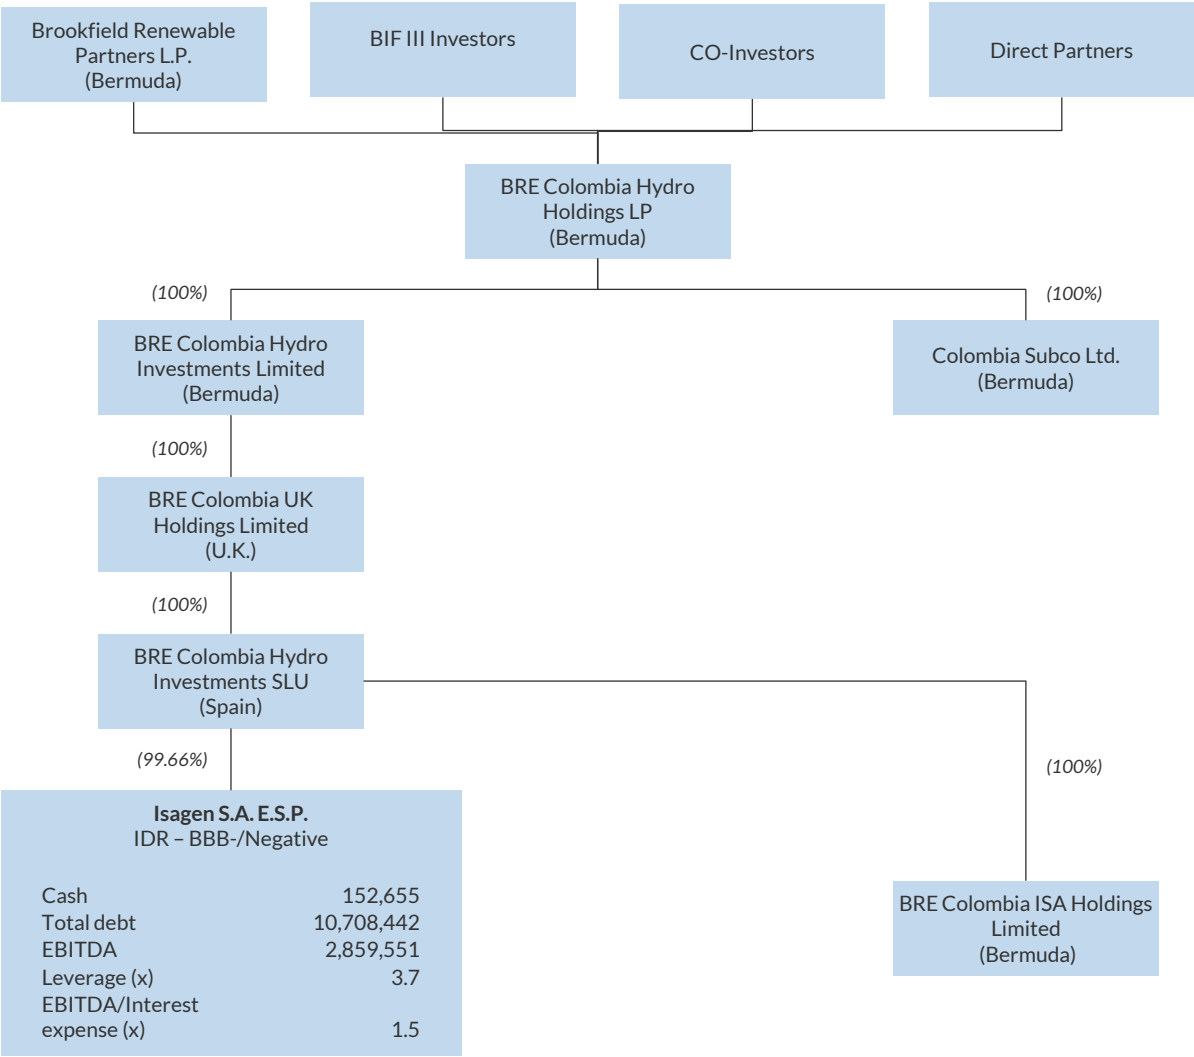 Brookfield Renewable
Partners L.P.
(Bermuda)
BIF III Investors
CO-Investors
Direct Partners
BRE Colombia Hydro
Holdings LP
(Bermuda)
(100%)
(100%)
BRE Colombia Hydro
Investments Limited
(Bermuda)
Colombia Subco Ltd.
(Bermuda)
(100%)
BRE Colombia UK
Holdings Limited
(U.K.)
(100%)
BRE Colombia Hydro
Investments SLU
(Spain)
(99.66%)
(100%)
Isagen S.A. E.S.P.
IDR – BBB-/Negative
Cash 152,655
Total debt 10,708,442
EBITDA 2,859,551
Leverage (x) 3.7
EBITDA/Interest
expense (x) 1.5
BRE Colombia ISA Holdings
Limited
(Bermuda)